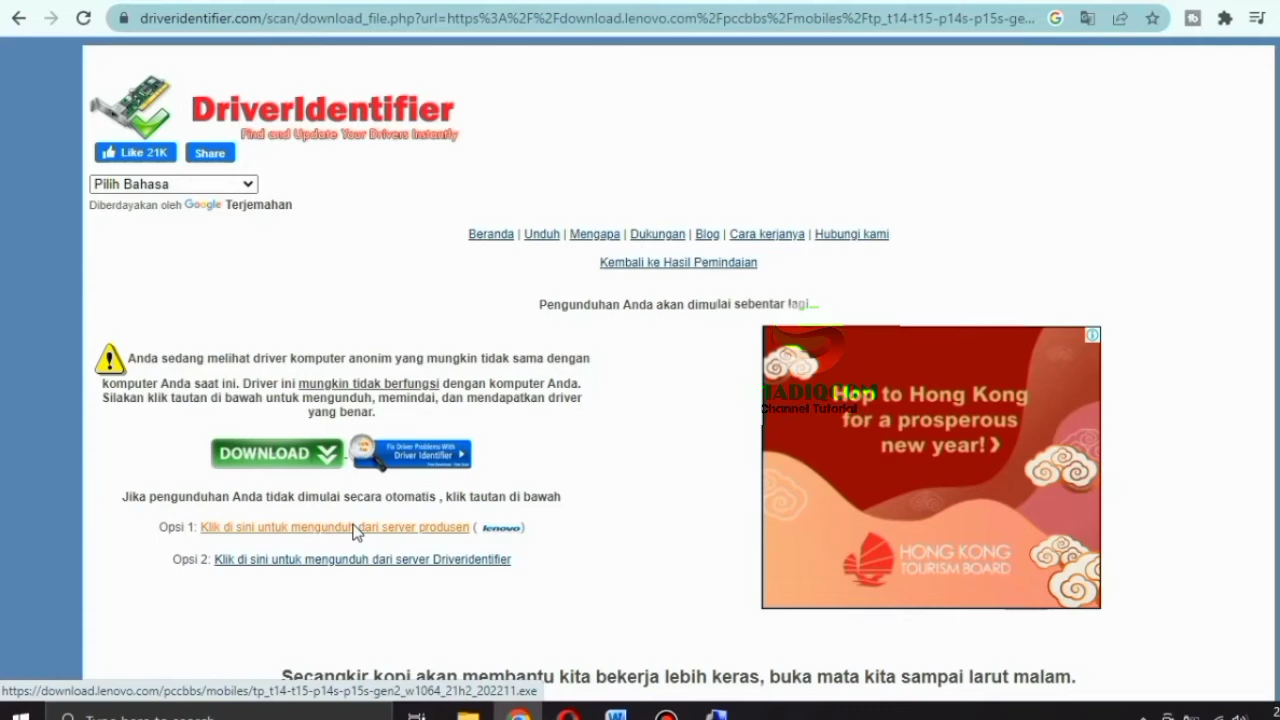 driveridentifier.com/scan/download_file.php?url=https%3A%2F%2Fdownload.lenovo.com%2Fpccbbs%2Fmobiles%2Ftp_t14-t15-p14s-p15s-ge...
DriverIdentifier
Find and Update Your Drivers Instantly
Like 21K Share
Pilih Bahasa
Diberdayakan oleh Google Terjemahan
Beranda | Unduh | Mengapa | Dukungan | Blog | Cara kerjanya | Hubungi kami
Kembali ke Hasil Pemindaian
Pengunduhan Anda akan dimulai sebentar lagi...
Anda sedang melihat driver komputer anonim yang mungkin tidak sama dengan
komputer Anda saat ini. Driver ini mungkin tidak berfungsi dengan komputer Anda.
Silakan klik tautan di bawah untuk mengunduh, memindai, dan mendapatkan driver
yang benar.
DOWNLOAD
Fix Driver Problems With
Driver Identifier
Jika pengunduhan Anda tidak dimulai secara otomatis , klik tautan di bawah
Opsi 1: Klik di sini untuk mengunduh dari server produsen ( lenovo)
Opsi 2: Klik di sini untuk mengunduh dari server Driveridentifier
Channel Tutorial
Hop to Hong Kong
for a prosperous
new year!
HONG KONG
TOURISM BOARD
Secangkir kopi akan membantu kita bekerja lebih keras, buka mata kita sampai larut malam.
https://download.lenovo.com/pccbbs/mobiles/tp_t14-t15-p14s-p15s-gen2_w1064_21h2_202211.exe
Type here to search